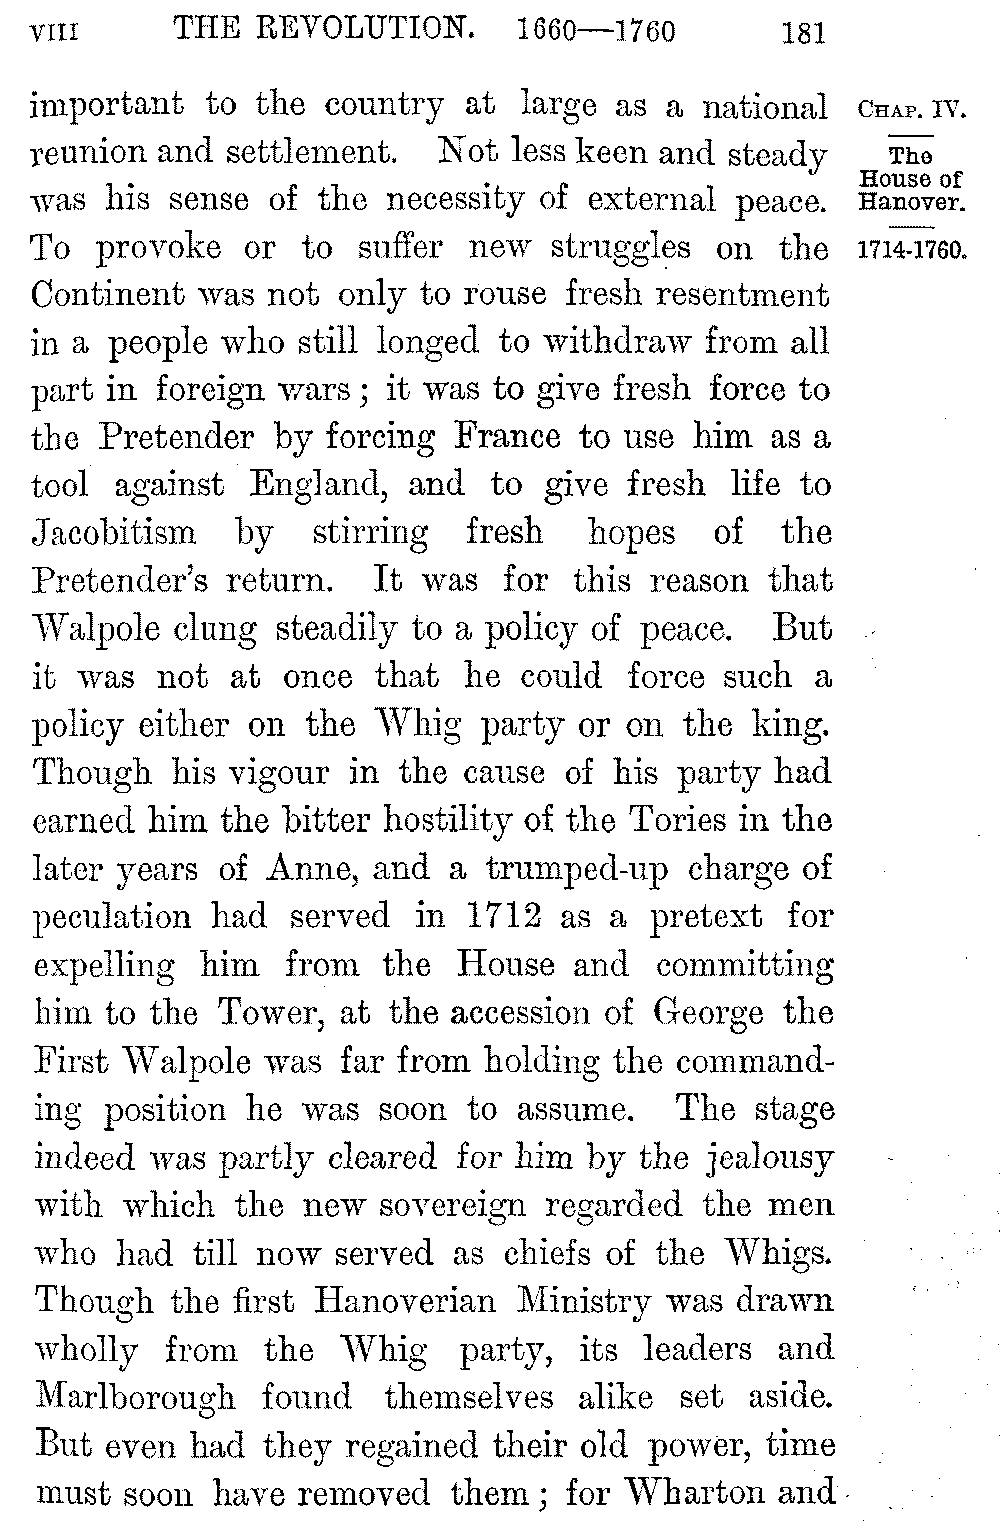 VIII THE REVOLUTION. 1660—1760 181
important to the country at large as a national
reunion and settlement. Not less keen and steady
was his sense of the necessity of external peace.
To provoke or to suffer new struggles on the
Continent was not only to rouse fresh resentment
in a people who still longed to withdraw from all
part in foreign wars; it was to give fresh force to
the Pretender by forcing France to use him as a
tool against England, and to give fresh life to
Jacobitism by stirring fresh hopes of the
Pretender's return. It was for this reason that
Walpole clung steadily to a policy of peace. But
it was not at once that he could force such a
policy either on the Whig party or on the king.
Though his vigour in the cause of his party had
earned him the bitter hostility of the Tories in the
later years of Anne, and a trumped-up charge of
peculation had served in 1712 as a pretext for
expelling him from the House and committing
him to the Tower, at the accession of George the
First Walpole was far from holding the command-
ing position he was soon to assume. The stage
indeed was partly cleared for him by the jealousy
with which the new sovereign regarded the men
who had till now served as chiefs of the Whigs.
Though the first Hanoverian Ministry was drawn
wholly from the Whig party, its leaders and
Marlborough found themselves alike set aside.
But even had they regained their old power, time
must soon have removed them; for Wharton and
CHAP. IV.
The
House of
Hanover.
1714-1760.